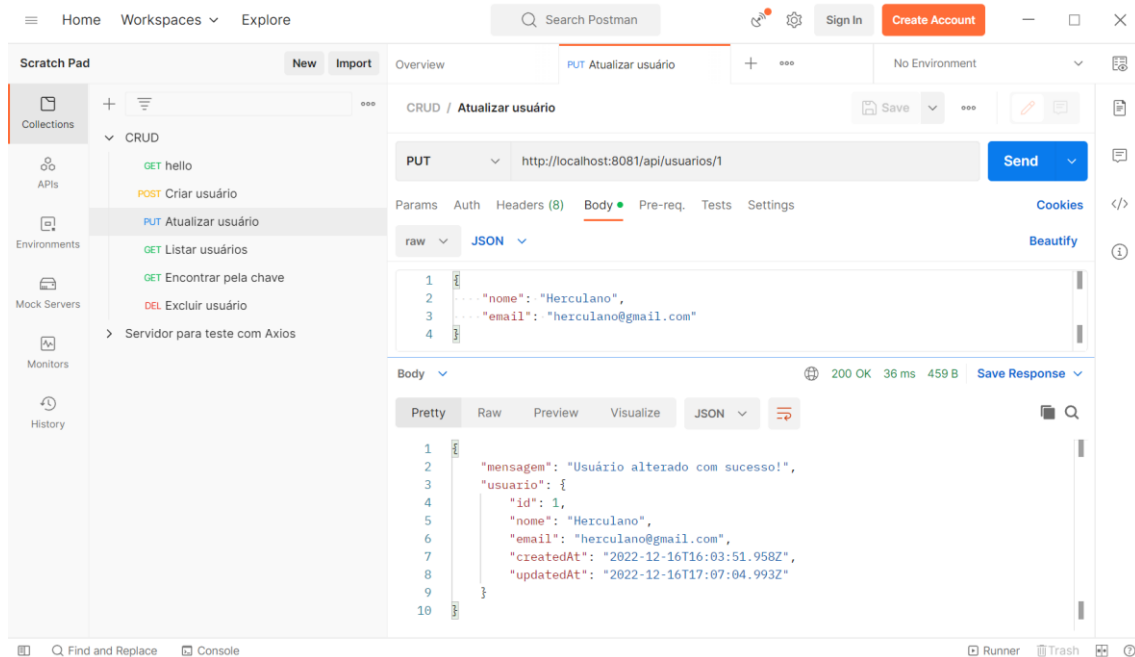 Home Workspaces Explore Search Postman Sign In Create Account
Scratch Pad New Import Overview PUT Atualizar usuário No Environment
Collections
APIs
Environments
Mock Servers
Monitors
History
CRUD
GET hello
POST Criar usuário
PUT Atualizar usuário
GET Listar usuários
GET Encontrar pela chave
DEL Excluir usuário
Servidor para teste com Axios
CRUD / Atualizar usuário Save
PUT http://localhost:8081/api/usuarios/1 Send
Params Auth Headers (8) Body Pre-req. Tests Settings Cookies
raw JSON Beautify
1 {
2 "nome": "Herculano",
3 "email": "herculano@gmail.com"
4 }
Body 200 OK 36 ms 459 B Save Response
Pretty Raw Preview Visualize JSON
1 {
2 "mensagem": "Usuário alterado com sucesso!",
3 "usuario": {
4 "id": 1,
5 "nome": "Herculano",
6 "email": "herculano@gmail.com",
7 "createdAt": "2022-12-16T16:03:51.958Z",
8 "updatedAt": "2022-12-16T17:07:04.993Z"
9 }
10 }
Find and Replace Console Runner Trash